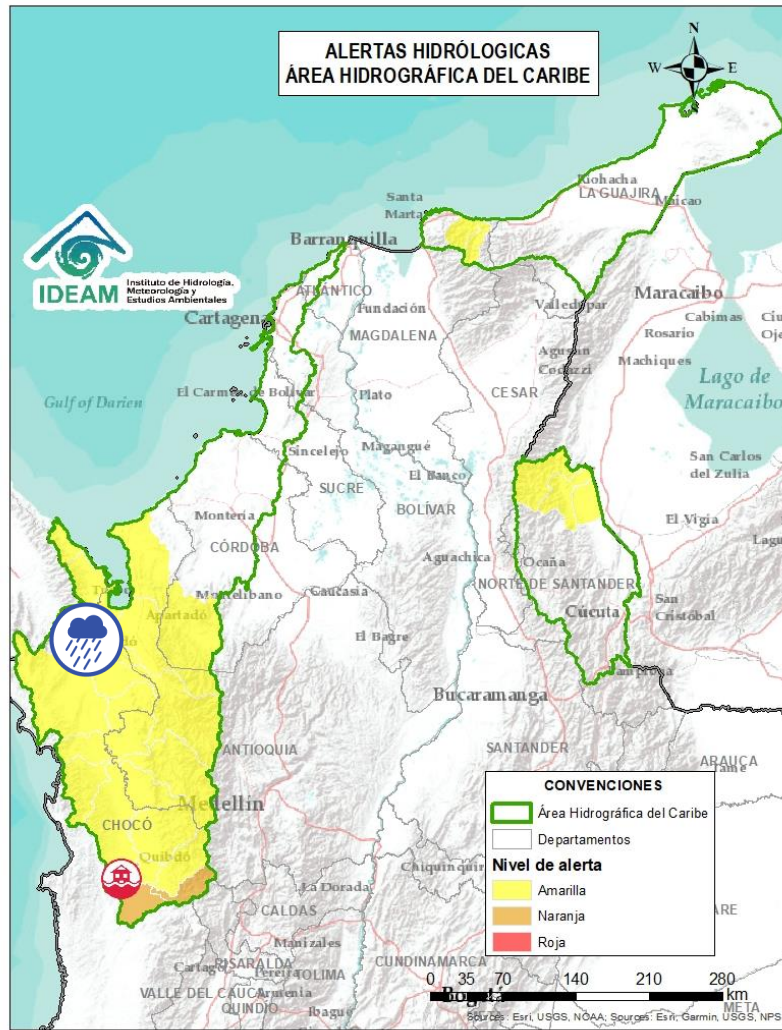 ALERTAS HIDRÓLOGICAS
ÁREA HIDROGRÁFICA DEL CARIBE
N
W
E
S
Riohacha
LA GUAJIRA
Maicao
Santa
Marta
Barranquilla
IDEAM
Instituto de Hidrología,
Meteorología y
Estudios Ambientales
ATLÁNTICO
Cartagena
Fundación
MAGDALENA
Valledupar
Maracaibo
Cabimas
Rosario
Agustín
Codazzi
Machiques
Lago de
Maracaibo
Gulf of Darien
El Carmen de Bolívar
Plato
CESAR
Sincelejo
Magangué
San Carlos
del Zulia
SUCRE
El Banco
BOLÍVAR
Montería
El Vigía
CÓRDOBA
Aguachica
Ocaña
NORTE DE SANTANDER
Montelíbano
Caucasia
Apartadó
Cúcuta
San
Cristóbal
El Bagre
Pamplona
Bucaramanga
ANTIOQUIA
SANTANDER
ARAUCA
Medellín
CHOCÓ
Quibdó
La Dorada
CALDAS
Manizales
Cartago
RISARALDA
Pereira
TOLIMA
CUNDINAMARCA
VALLE DEL CAUCA
Armenia
QUINDÍO
Ibagué
META
CONVENCIONES
Área Hidrográfica del Caribe
Departamentos
Nivel de alerta
Amarilla
Naranja
Roja
0 35 70 140 210 280
km
Sources: Esri, USGS, NOAA; Sources: Esri, Garmin, USGS, NPS